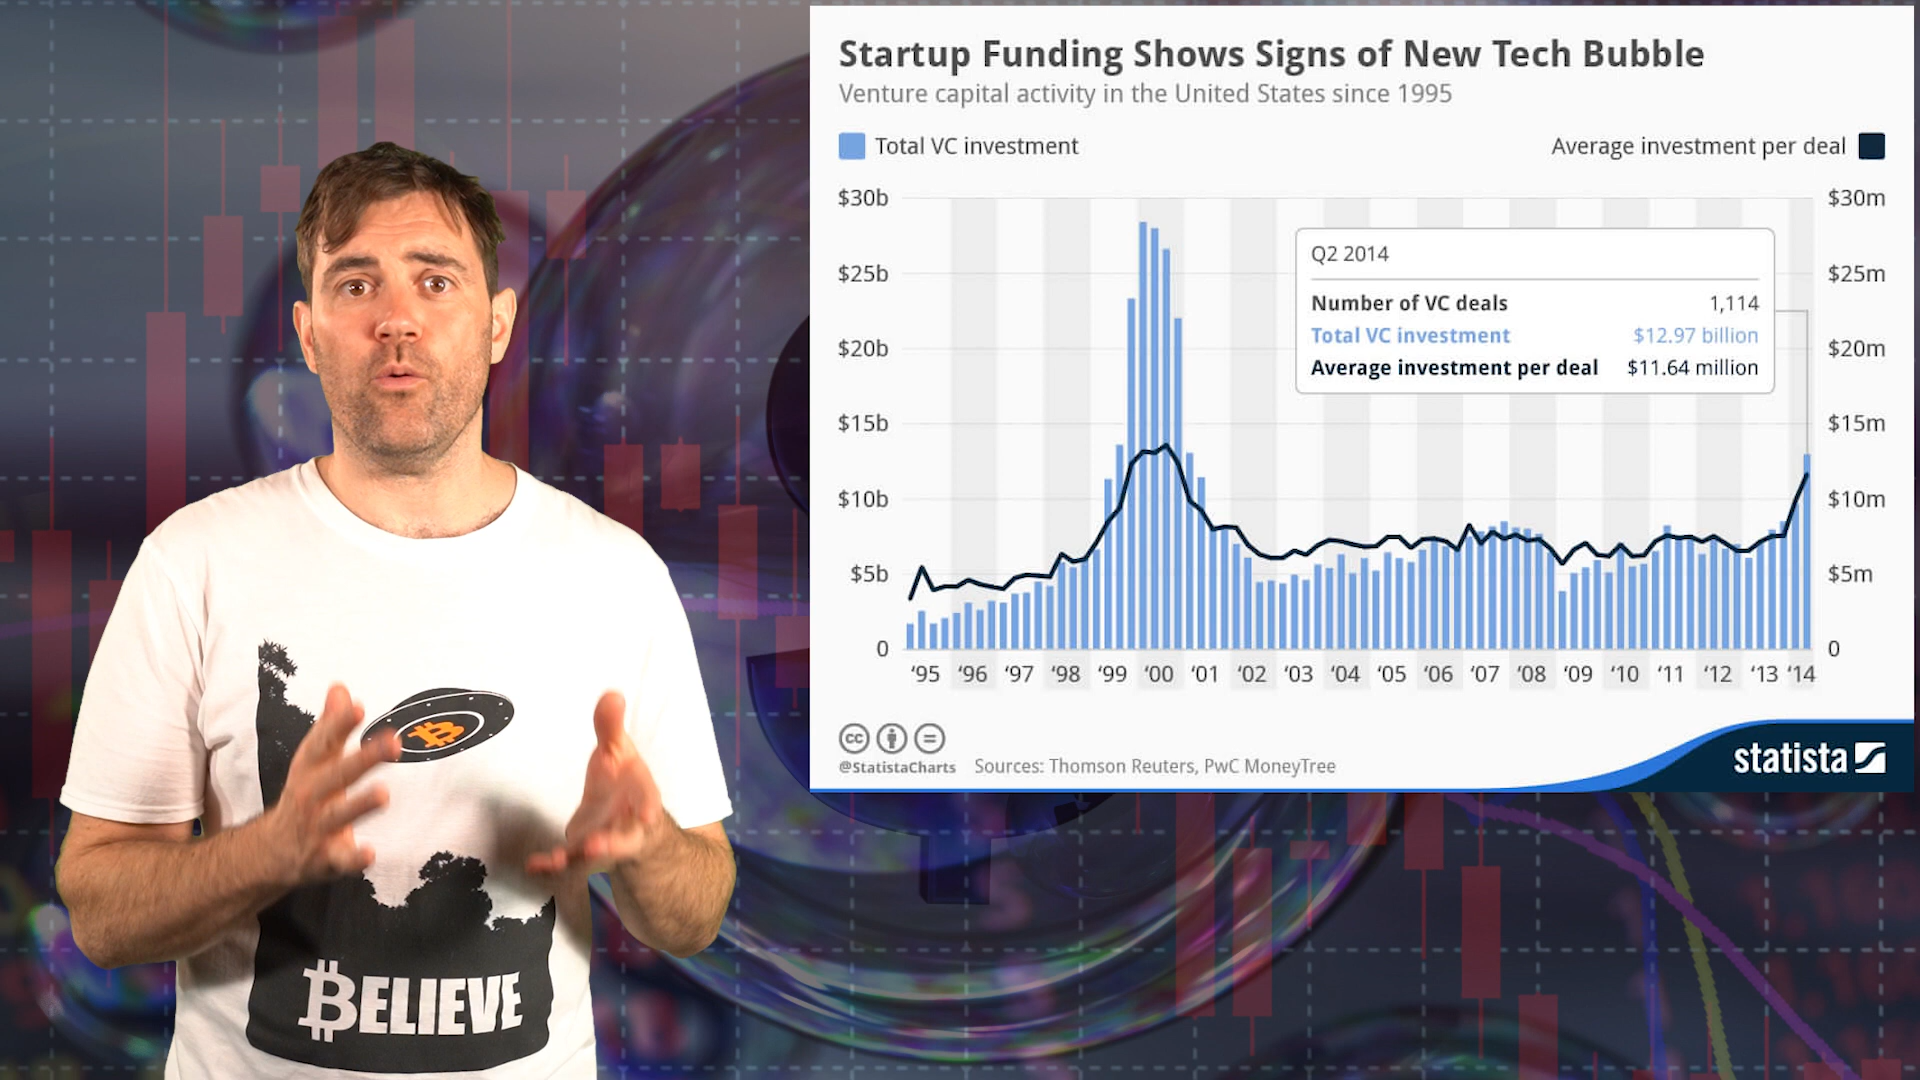 Startup Funding Shows Signs of New Tech Bubble
Venture capital activity in the United States since 1995
Total VC investment
Average investment per deal
$30b
$30m
Q2 2014
$25b
$25m
Number of VC deals 1,114
Total VC investment $12.97 billion
$20b
$20m
Average investment per deal $11.64 million
$15b
$15m
$10b
$10m
$5b
$5m
0
0
‘95 ‘96 ‘97 ‘98 ‘99 ‘00 ‘01 ‘02 ‘03 ‘04 ‘05 ‘06 ‘07 ‘08 ‘09 ‘10 ‘11 ‘12 ‘13 ‘14
cc
@StatistaCharts Sources: Thomson Reuters, PwC MoneyTree
statista
₿
₿ELIEVE